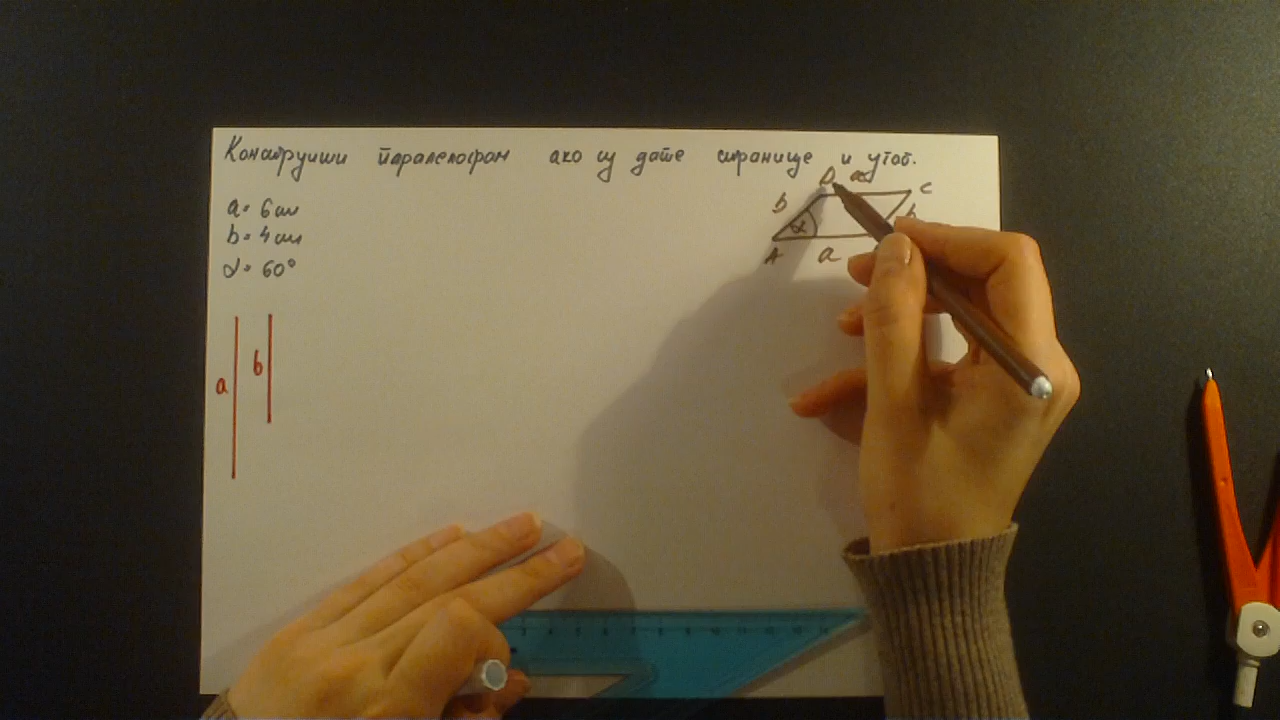 Конструиши паралелограм ако су дате странице и угао.
a = 6cm
b = 4cm
α = 60°
a
b
D a C
b α b
A a